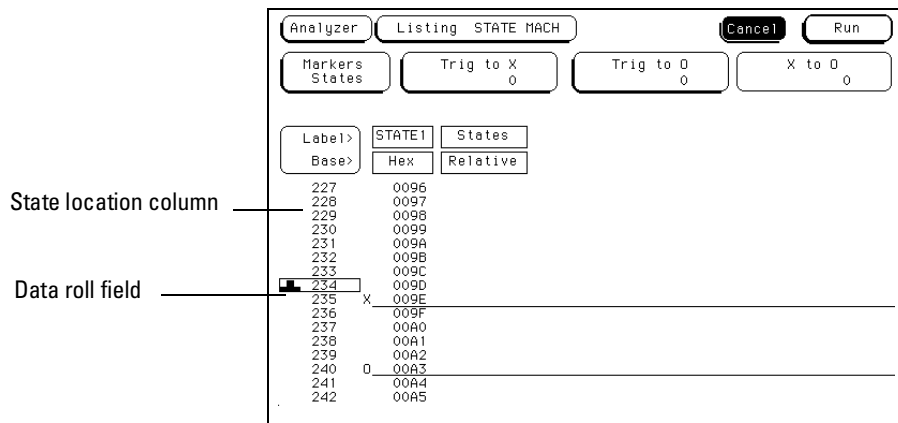 Analyzer Listing STATE MACH Cancel Run
Markers States Trig to X 0 Trig to O 0 X to O 0
Label> STATE1 States
Base> Hex Relative
State location column
Data roll field
227 0096
228 0097
229 0098
230 0099
231 009A
232 009B
233 009C
234 009D
235 X 009E
236 009F
237 00A0
238 00A1
239 00A2
240 O 00A3
241 00A4
242 00A5